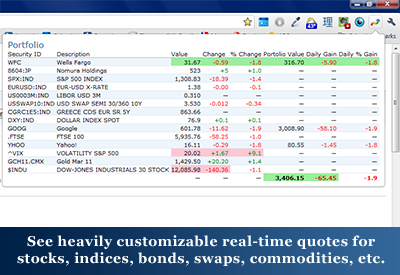 Portfolio
Security ID Description Value Change % Change Portolio Value Daily Gain Daily % Gain
WFC Wells Fargo 31.67 -0.59 -1.8 316.70 -5.90 -1.8
8604:JP Nomura Holdings 523 +5 +1.0 — — —
SPX:IND S&P 500 INDEX 1,308.83 -18.39 -1.4 — — —
EURUSD:IND EUR-USD X-RATE 1.38 -0.00 -0.1 — — —
US0003M:IND LIBOR USD 3M 0.310 — — — — —
USSWAP10:IND USD SWAP SEMI 30/360 10Y 3.530 -0.012 -0.34 — — —
CGRC1E5:IND GREECE CDS EUR SR 5Y 863.66 — — — —
DXY:IND DOLLAR INDEX SPOT 76.9 +0.1 +0.1 — — —
GOOG Google 601.78 -11.62 -1.9 3,008.90 -58.10 -1.9
.FTSE FTSE 100 5,935.76 -58.25 -1.0 — — —
YHOO Yahoo! 16.11 -0.29 -1.8 80.55 -1.45 -1.8
^VIX VOLATILITY S&P 500 20.02 +1.67 +9.1 — — —
GCH11.CMX Gold Mar 11 1,429.50 +20.20 +1.4 — — —
$INDU DOW-JONES INDUSTRIALS 30 STOCK 12,085.98 -140.36 -1.1 — — —
— — — 3,406.15 -65.45 -1.9
See heavily customizable real-time quotes for
stocks, indices, bonds, swaps, commodities, etc.